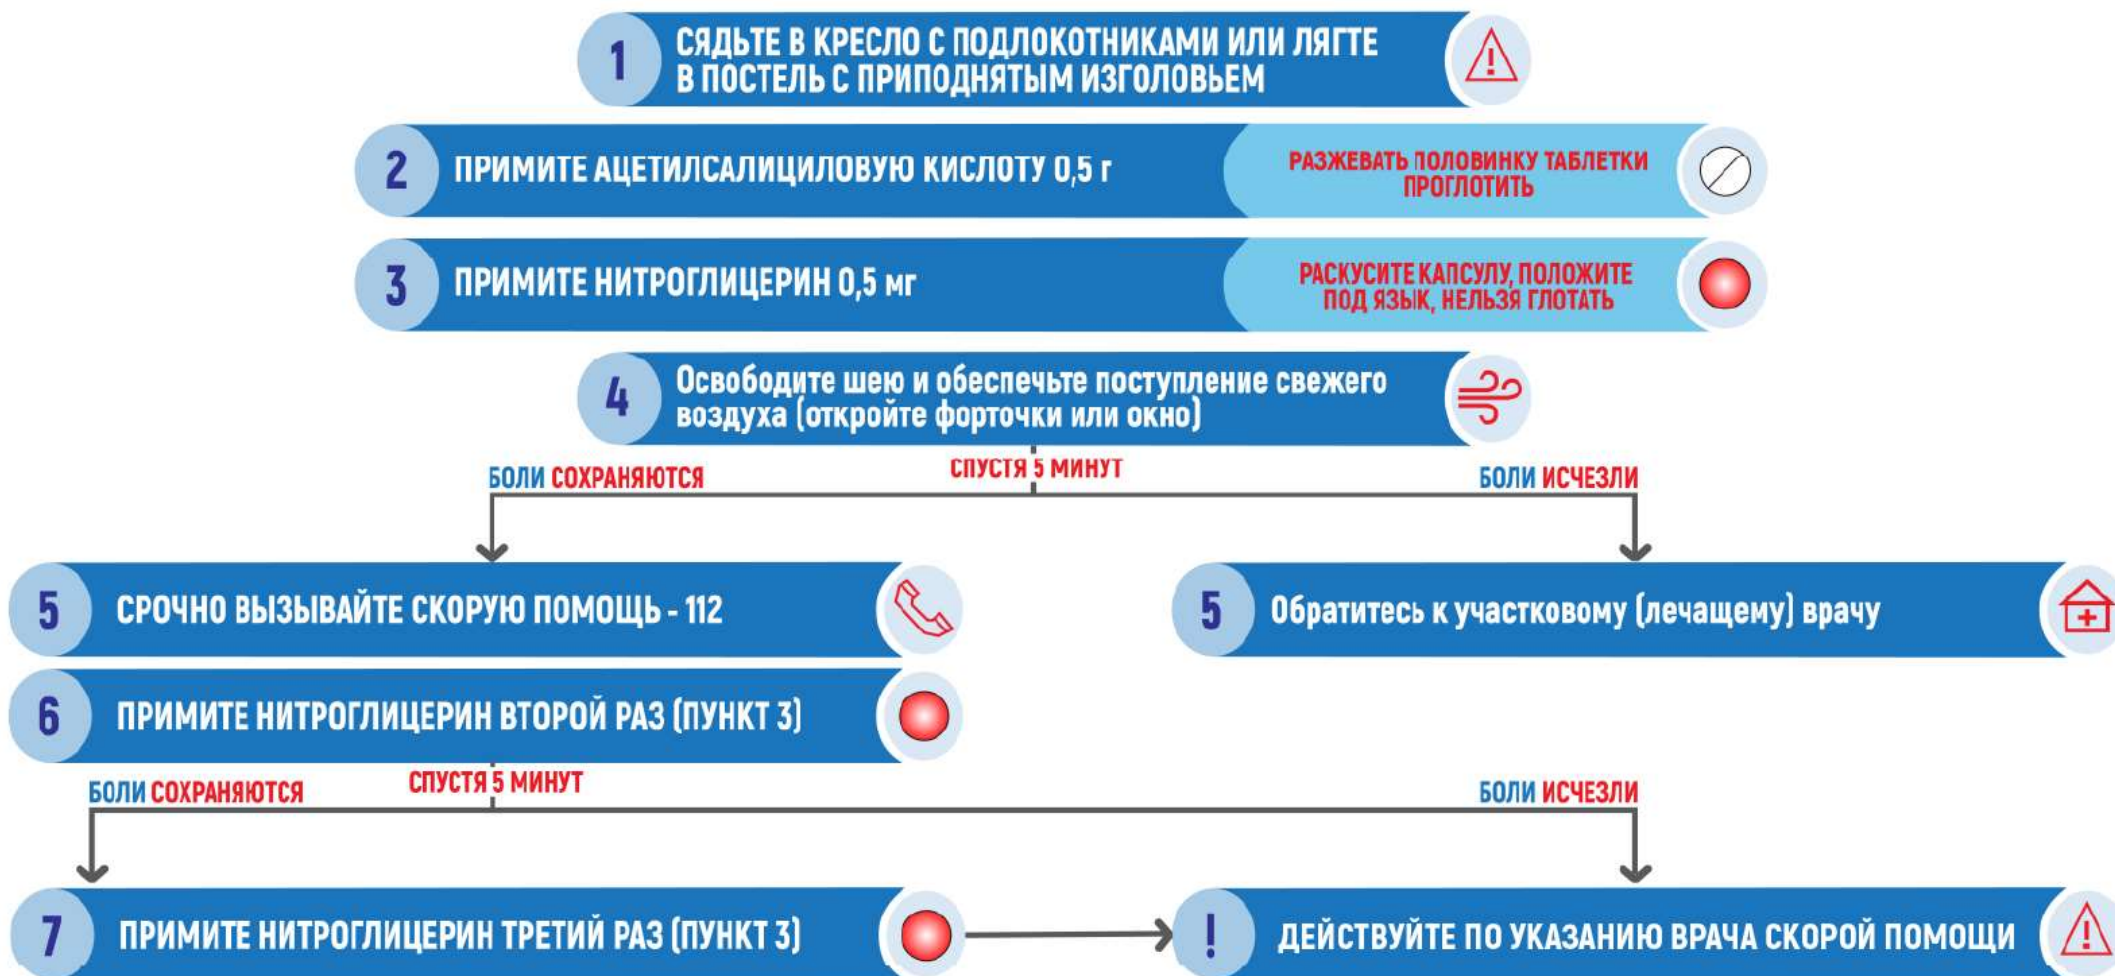 1
СЯДЬТЕ В КРЕСЛО С ПОДЛОКОТНИКАМИ ИЛИ ЛЯГТЕ
В ПОСТЕЛЬ С ПРИПОДНЯТЫМ ИЗГОЛОВЬЕМ
2
ПРИМИТЕ АЦЕТИЛСАЛИЦИЛОВУЮ КИСЛОТУ 0,5 г
РАЗЖЕВАТЬ ПОЛОВИНКУ ТАБЛЕТКИ
ПРОГЛОТИТЬ
3
ПРИМИТЕ НИТРОГЛИЦЕРИН 0,5 мг
РАСКУСИТЕ КАПСУЛУ, ПОЛОЖИТЕ
ПОД ЯЗЫК, НЕЛЬЗЯ ГЛОТАТЬ
4
Освободите шею и обеспечьте поступление свежего
воздуха (откройте форточки или окно)
СПУСТЯ 5 МИНУТ
БОЛИ СОХРАНЯЮТСЯ
БОЛИ ИСЧЕЗЛИ
5
СРОЧНО ВЫЗЫВАЙТЕ СКОРУЮ ПОМОЩЬ - 112
5
Обратитесь к участковому (лечащему) врачу
6
ПРИМИТЕ НИТРОГЛИЦЕРИН ВТОРОЙ РАЗ (ПУНКТ 3)
СПУСТЯ 5 МИНУТ
БОЛИ СОХРАНЯЮТСЯ
БОЛИ ИСЧЕЗЛИ
7
ПРИМИТЕ НИТРОГЛИЦЕРИН ТРЕТИЙ РАЗ (ПУНКТ 3)
!
ДЕЙСТВУЙТЕ ПО УКАЗАНИЮ ВРАЧА СКОРОЙ ПОМОЩИ